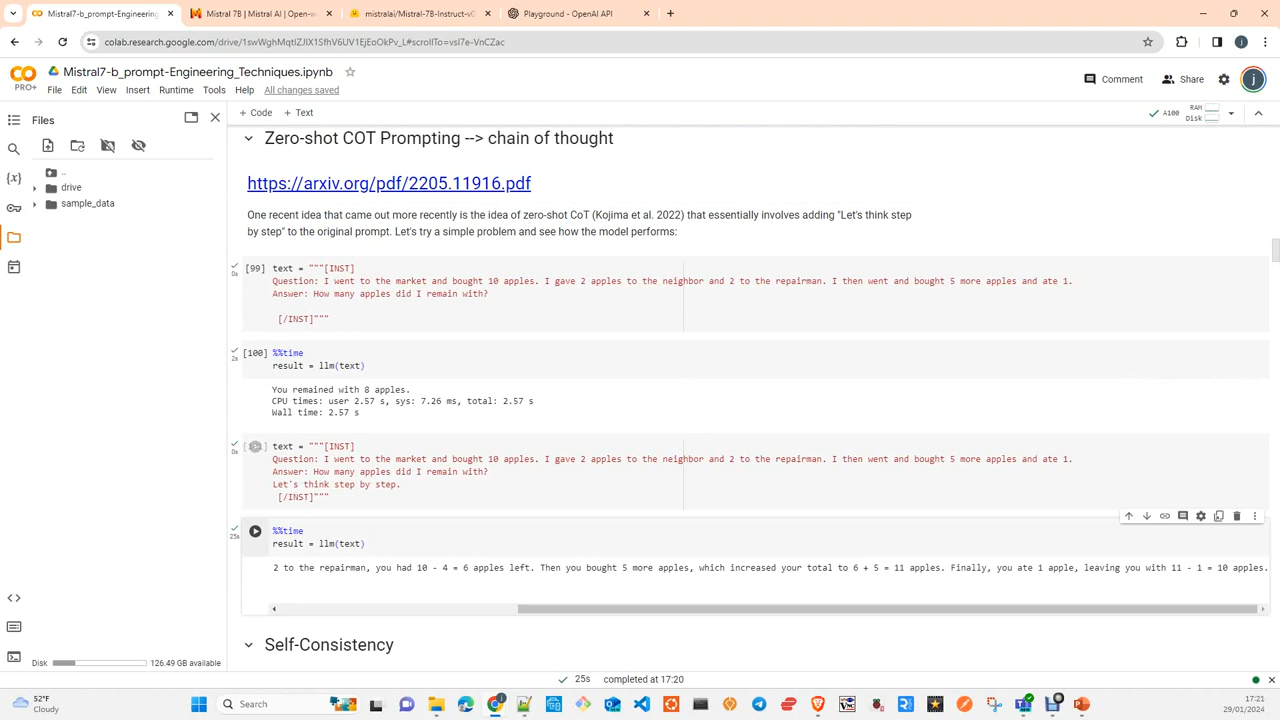 Mistral7-b_prompt-Engineering_
Mistral 7B | Mistral AI | Open-w
mistralai/Mistral-7B-Instruct-v0
Playground - OpenAI API
colab.research.google.com/drive/1swWghMqtIZJlX1SfhV6UV1EjEoOkPv_L#scrollTo=vsI7e-VnCZac
Mistral7-b_prompt-Engineering_Techniques.ipynb
PRO+
File Edit View Insert Runtime Tools Help All changes saved
Comment
Share
j
Files
+ Code + Text
A100
RAM
Disk
..
drive
sample_data
Zero-shot COT Prompting --> chain of thought
https://arxiv.org/pdf/2205.11916.pdf
One recent idea that came out more recently is the idea of zero-shot CoT (Kojima et al. 2022) that essentially involves adding "Let's think step
by step" to the original prompt. Let's try a simple problem and see how the model performs:
0s
[99] text = """[INST]
Question: I went to the market and bought 10 apples. I gave 2 apples to the neighbor and 2 to the repairman. I then went and bought 5 more apples and ate 1.
Answer: How many apples did I remain with?
[/INST]"""
2s
[100] %%time
result = llm(text)
You remained with 8 apples.
CPU times: user 2.57 s, sys: 7.26 ms, total: 2.57 s
Wall time: 2.57 s
0s
text = """[INST]
Question: I went to the market and bought 10 apples. I gave 2 apples to the neighbor and 2 to the repairman. I then went and bought 5 more apples and ate 1.
Answer: How many apples did I remain with?
Let's think step by step.
[/INST]"""
25s
%%time
result = llm(text)
2 to the repairman, you had 10 - 4 = 6 apples left. Then you bought 5 more apples, which increased your total to 6 + 5 = 11 apples. Finally, you ate 1 apple, leaving you with 11 - 1 = 10 apples.
Self-Consistency
Disk
126.49 GB available
25s completed at 17:20
52°F
Cloudy
Search
17:21
29/01/2024